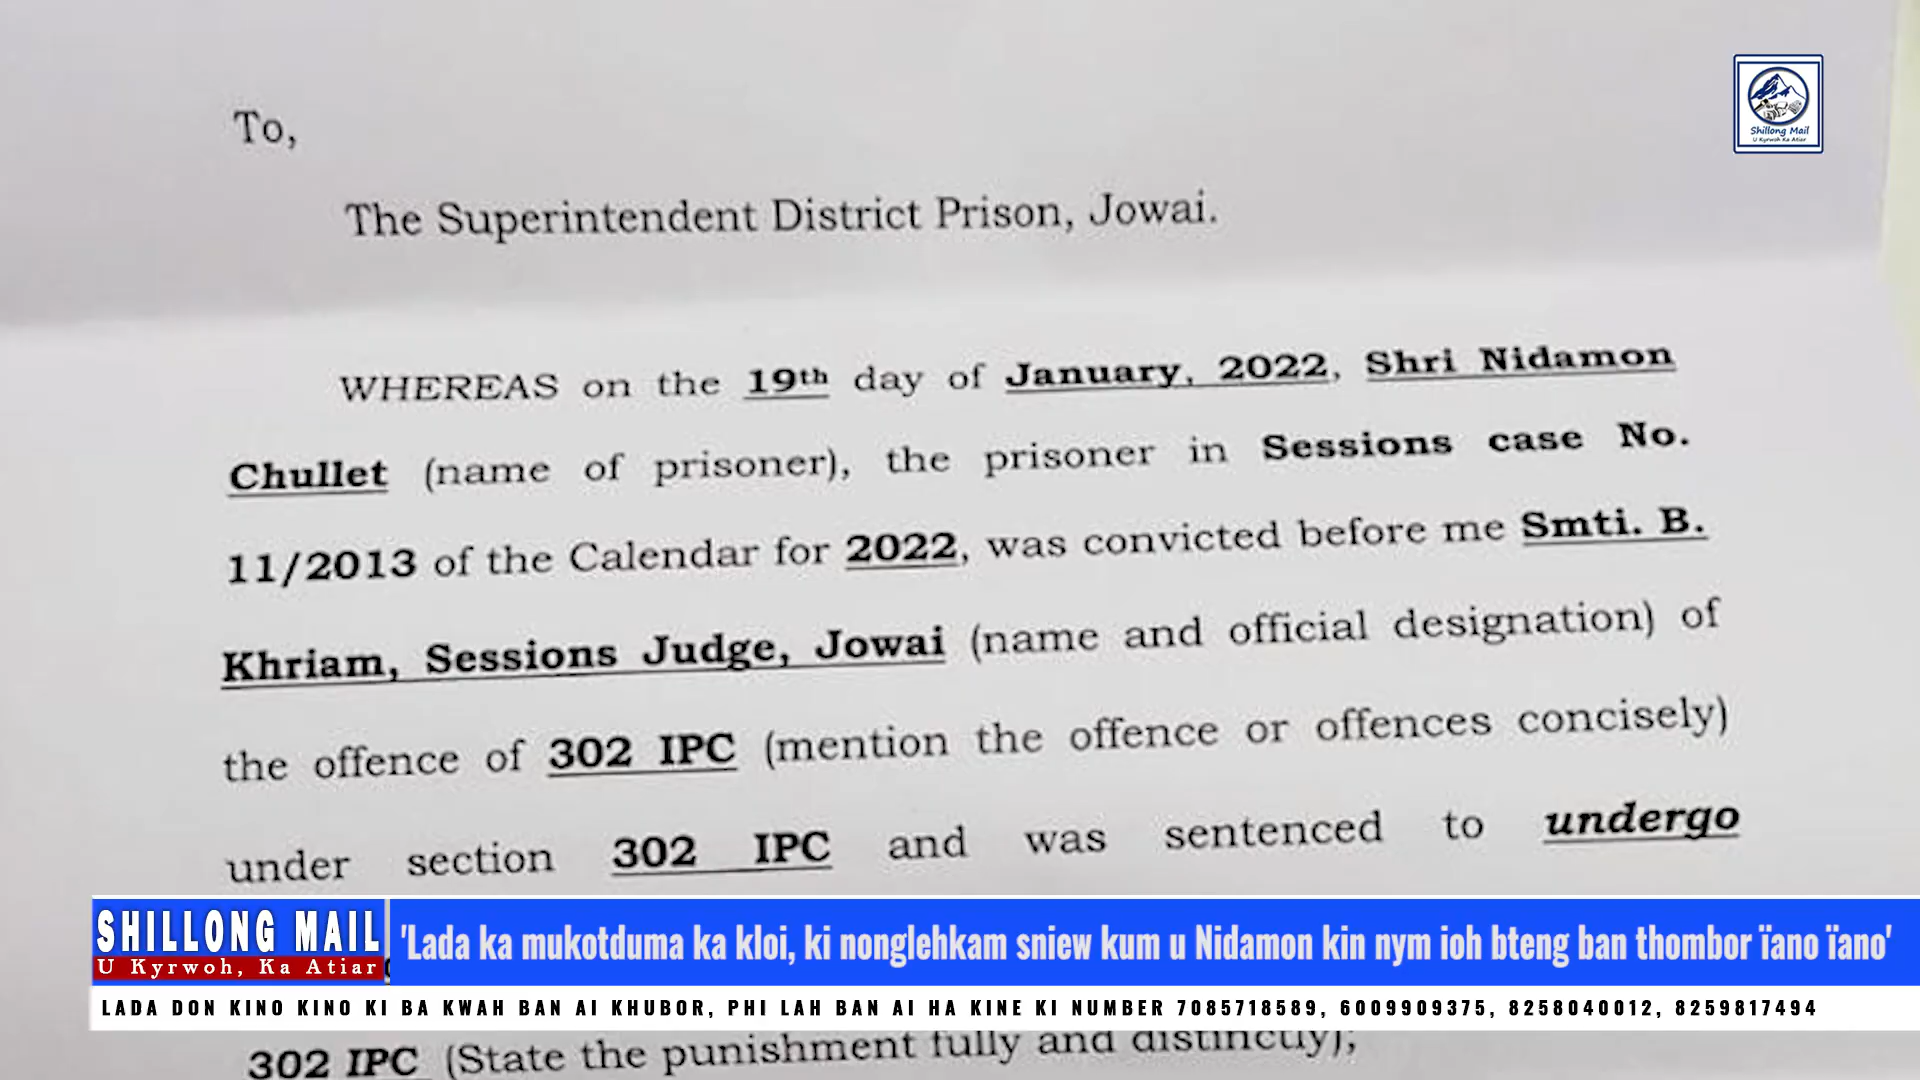 To,
Shillong Mail
U Kyrwoh Ka Atiar
The Superintendent District Prison, Jowai.
WHEREAS on the 19th day of January, 2022, Shri Nidamon
Chullet (name of prisoner), the prisoner in Sessions case No.
11/2013 of the Calendar for 2022, was convicted before me Smti. B.
Khriam, Sessions Judge, Jowai (name and official designation) of
the offence of 302 IPC (mention the offence or offences concisely)
under section 302 IPC and was sentenced to undergo
SHILLONG MAIL
U Kyrwoh, Ka Atiar
'Lada ka mukotduma ka kloi, ki nonglehkam sniew kum u Nidamon kin nym ioh bteng ban thombor ïano ïano'
LADA DON KINO KINO KI BA KWAH BAN AI KHUBOR, PHI LAH BAN AI HA KINE KI NUMBER 7085718589, 6009909375, 8258040012, 8259817494
302 IPC (State the punishment fully and distinctly);